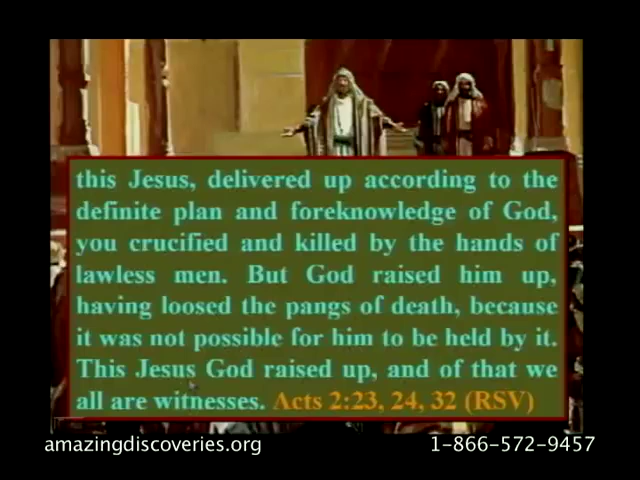 this Jesus, delivered up according to the
definite plan and foreknowledge of God,
you crucified and killed by the hands of
lawless men. But God raised him up,
having loosed the pangs of death, because
it was not possible for him to be held by it.
This Jesus God raised up, and of that we
all are witnesses. Acts 2:23, 24, 32 (RSV)
amazingdiscoveries.org 1-866-572-9457